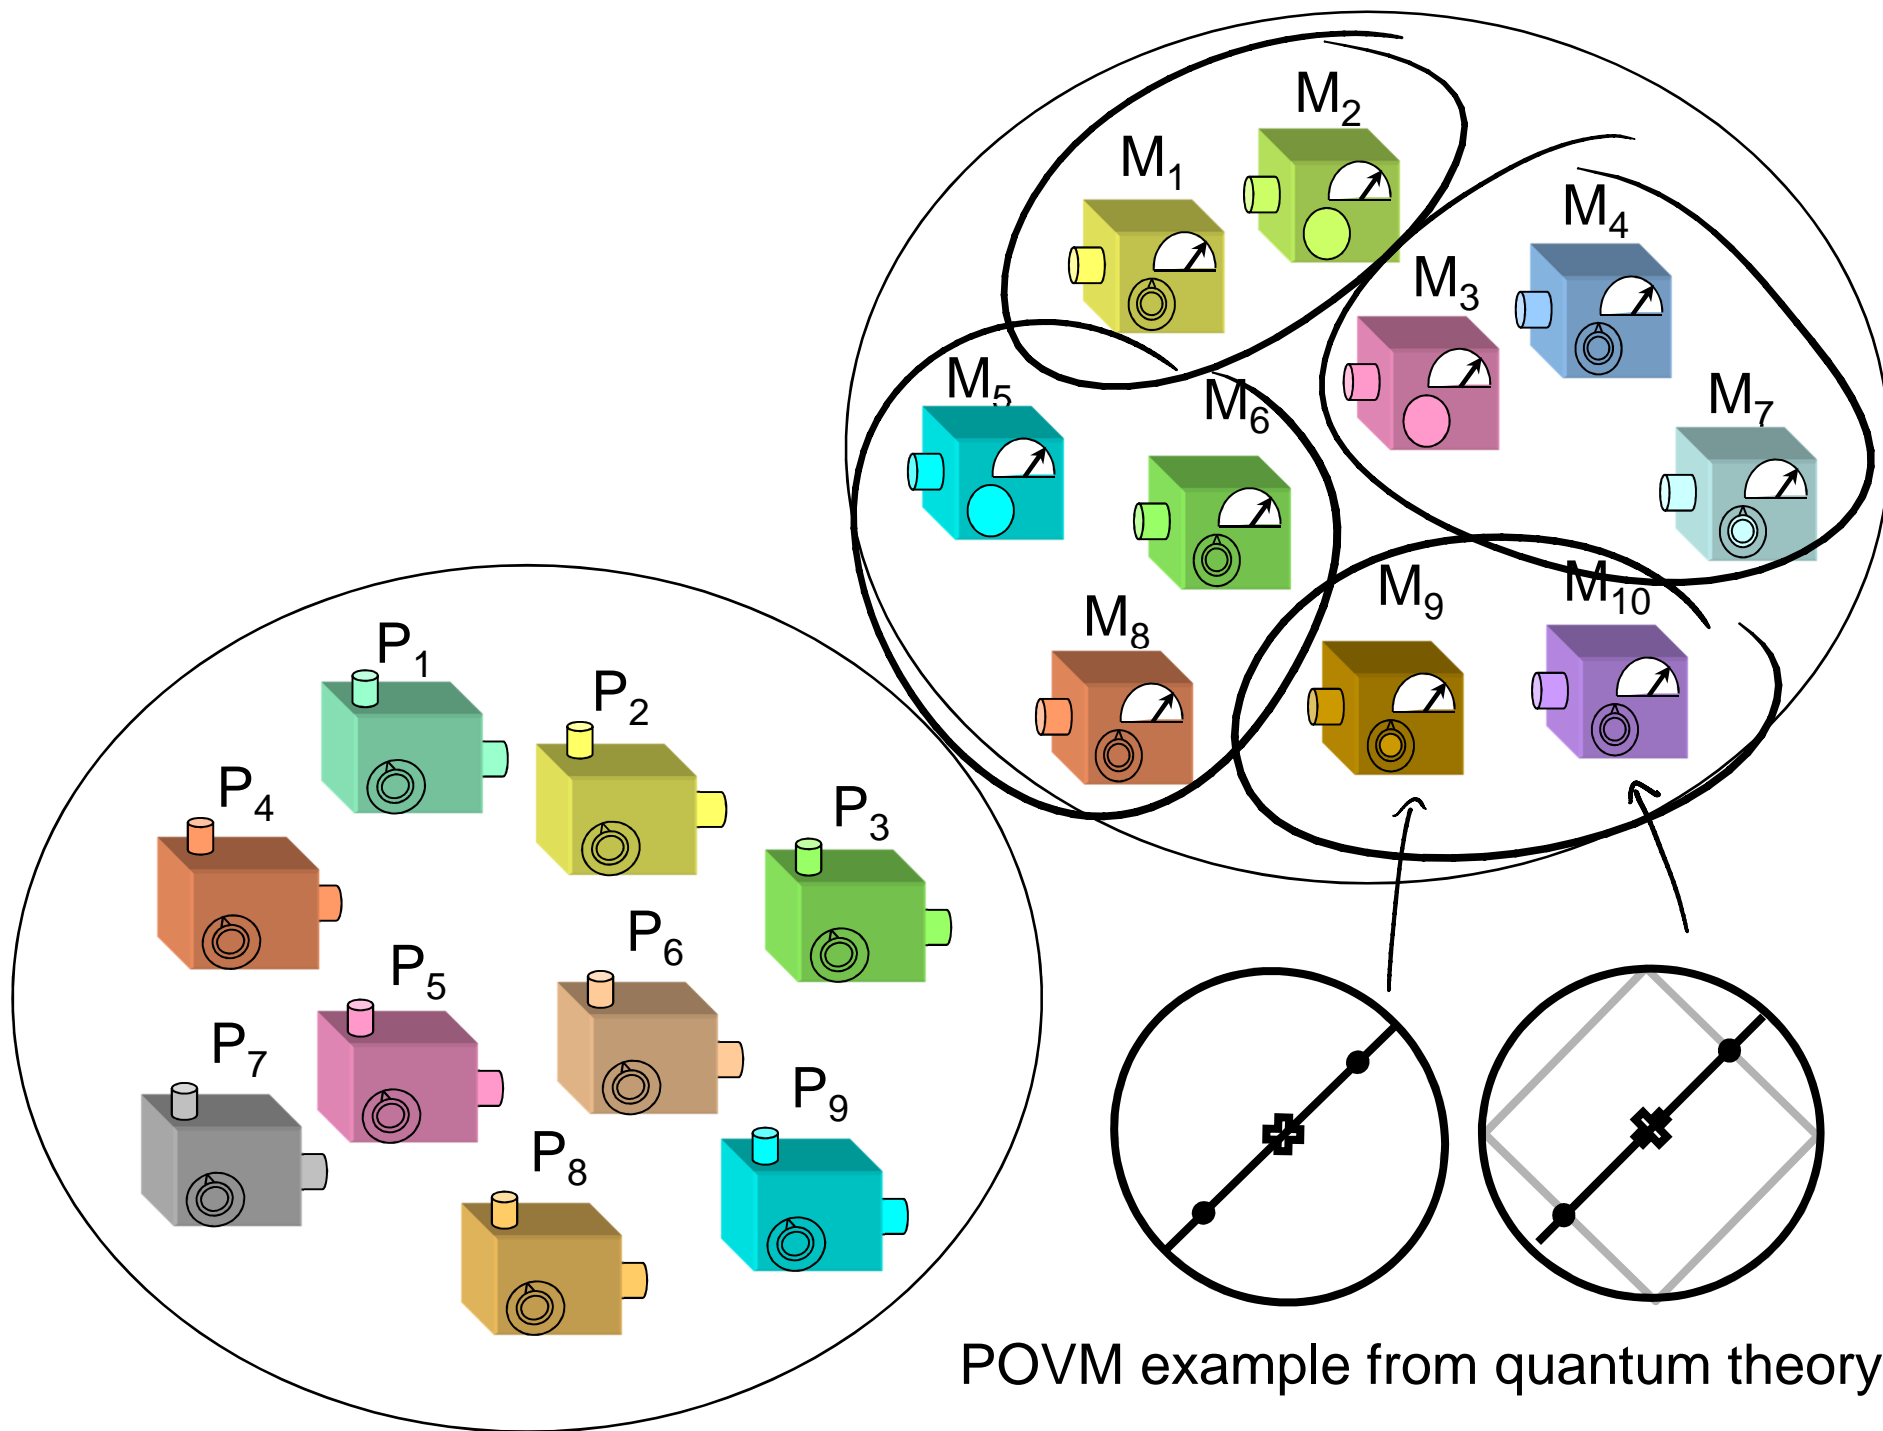 M₂
M₁
M₄
M₃
M₅
M₆
M₇
M₉
M₁₀
M₈
P₁
P₂
P₄
P₃
P₆
P₅
P₇
P₉
P₈
POVM example from quantum theory